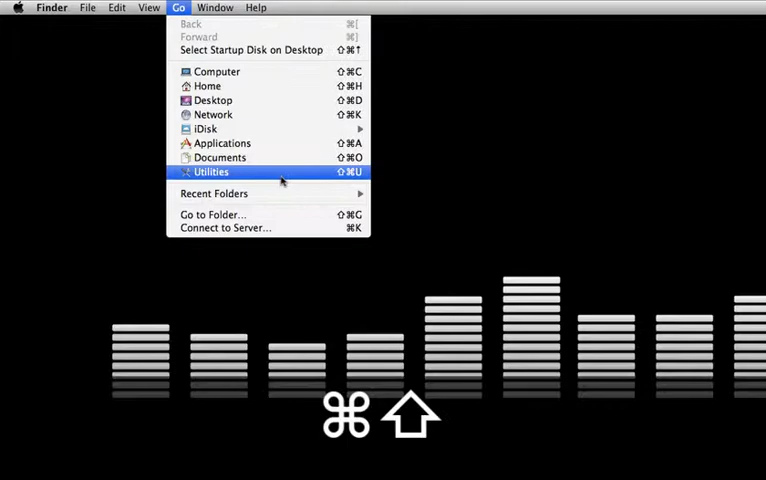 Finder File Edit View Go Window Help
Back ⌘[
Forward ⌘]
Select Startup Disk on Desktop ⇧⌘↑
Computer ⇧⌘C
Home ⇧⌘H
Desktop ⇧⌘D
Network ⇧⌘K
iDisk
Applications ⇧⌘A
Documents ⇧⌘O
Utilities ⇧⌘U
Recent Folders
Go to Folder... ⇧⌘G
Connect to Server... ⌘K
⌘⇧